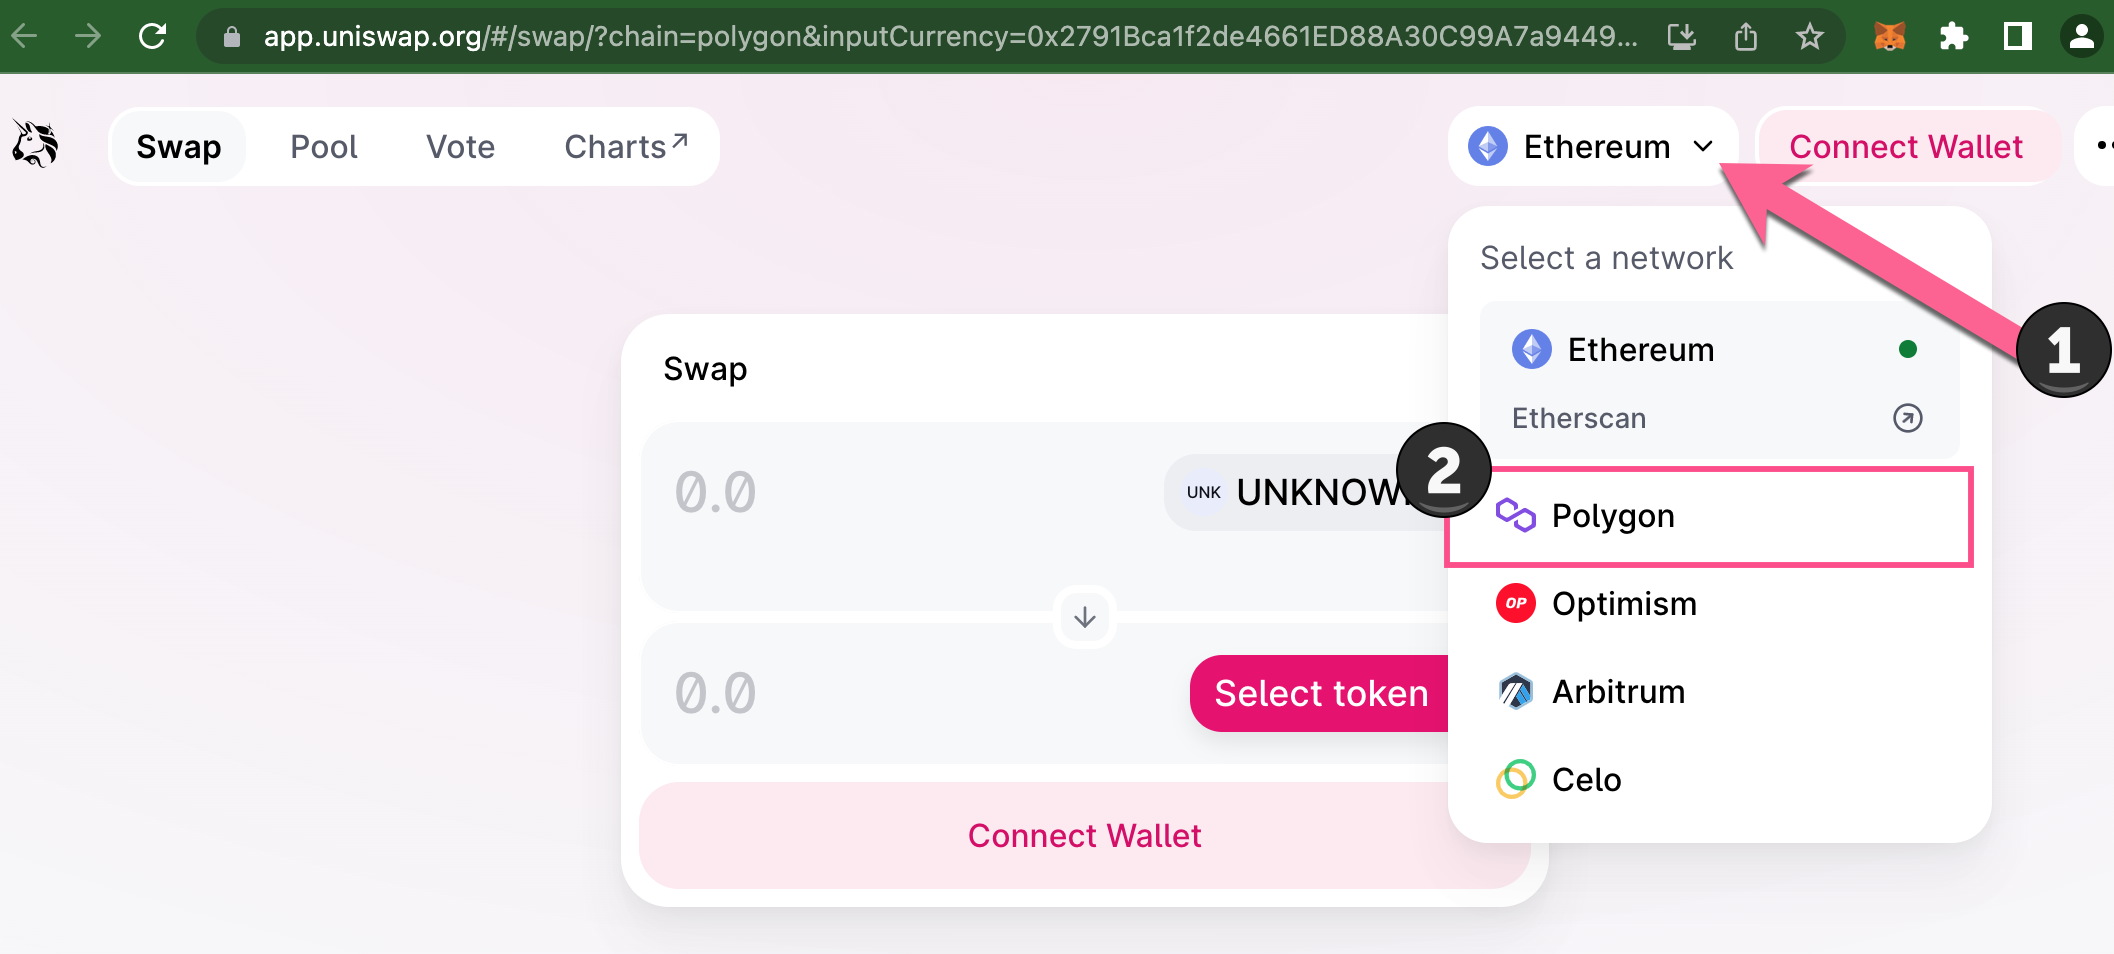 app.uniswap.org/#/swap/?chain=polygon&inputCurrency=0x2791Bca1f2de4661ED88A30C99A7a9449...
Swap Pool Vote Charts↗ Ethereum Connect Wallet
Select a network
Ethereum
1
Swap
Etherscan
2
0.0 UNK UNKNOW
Polygon
OP Optimism
0.0 Select token
Arbitrum
Celo
Connect Wallet